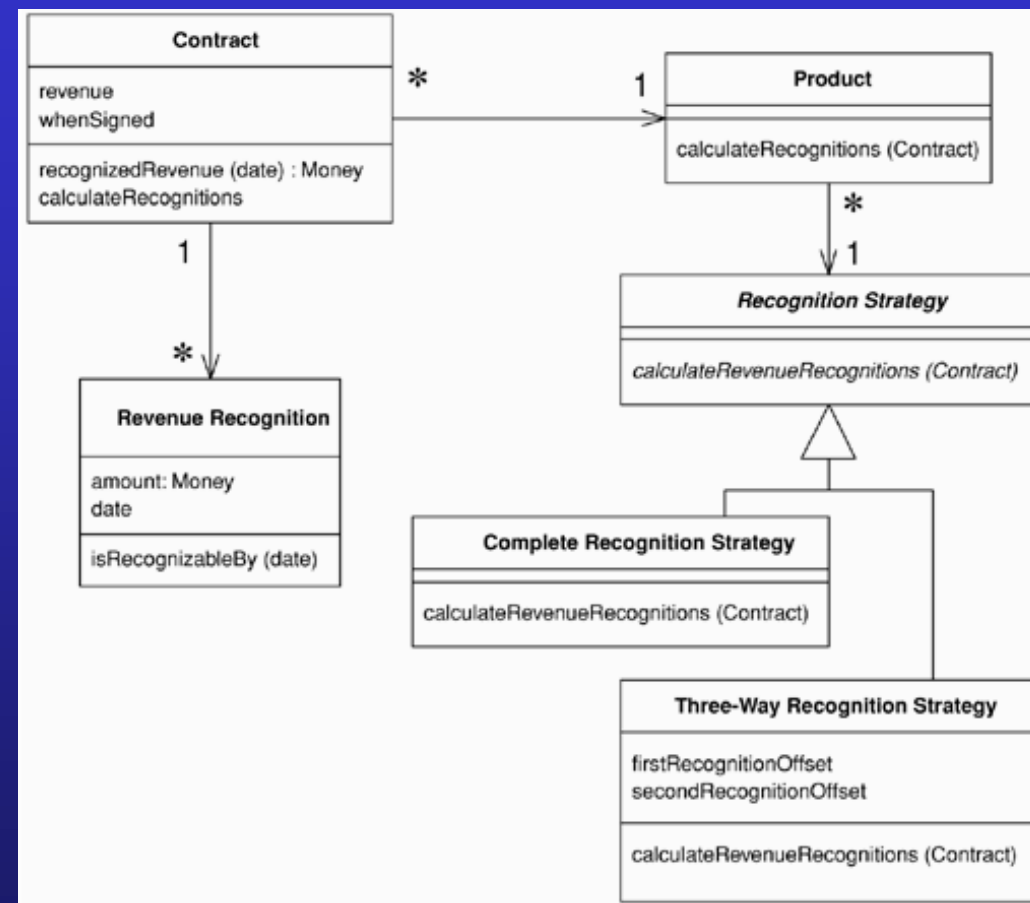 Contract
revenue
whenSigned
recognizedRevenue (date) : Money
calculateRecognitions
*
1
Product
calculateRecognitions (Contract)
*
1
1
*
Recognition Strategy
calculateRevenueRecognitions (Contract)
Revenue Recognition
amount: Money
date
isRecognizableBy (date)
Complete Recognition Strategy
calculateRevenueRecognitions (Contract)
Three-Way Recognition Strategy
firstRecognitionOffset
secondRecognitionOffset
calculateRevenueRecognitions (Contract)